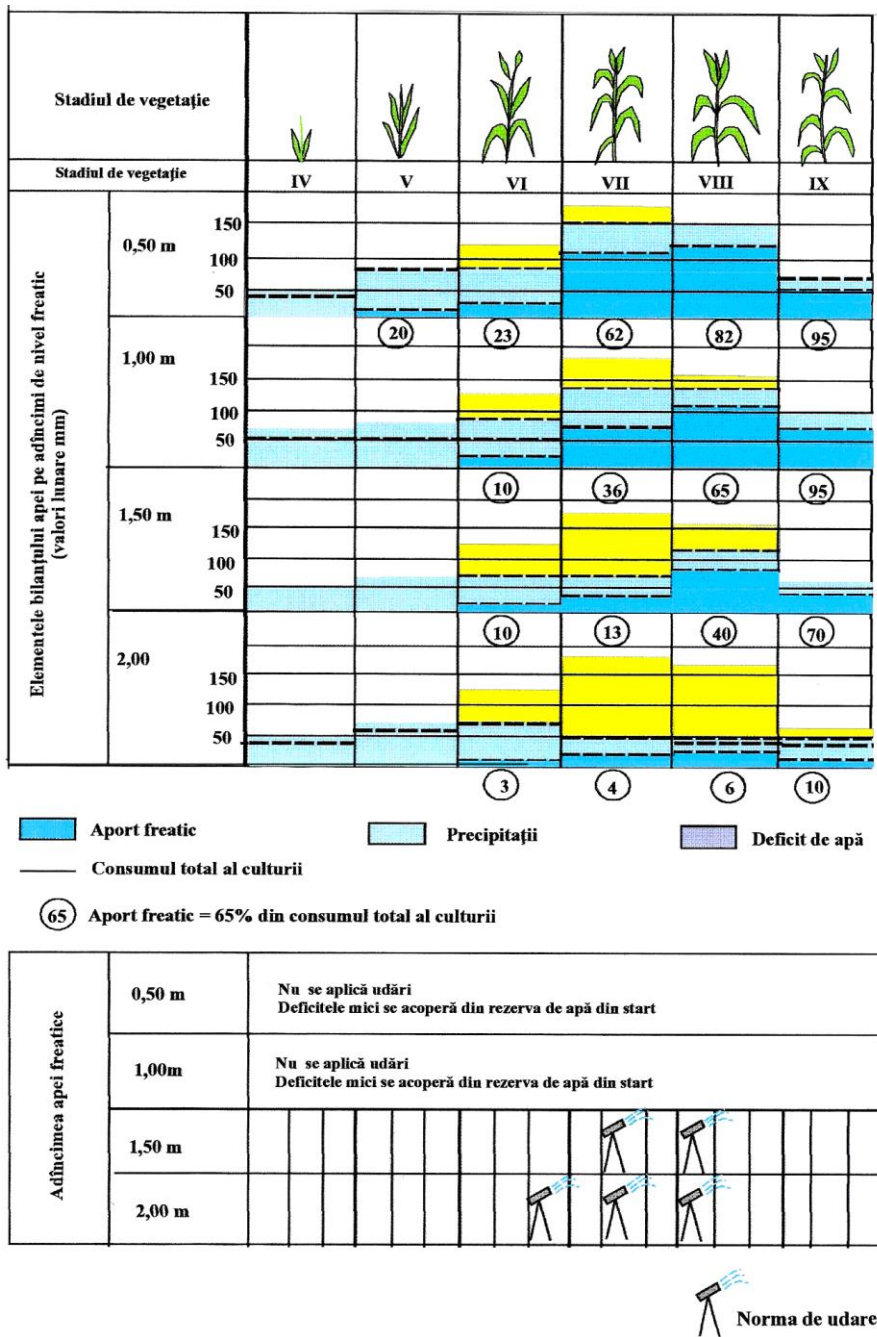 Stadiul de vegetație
Stadiul de vegetație
IV V VI VII VIII IX
Elementele bilanțului apei pe adîncimi de nivel freatic
(valori lunare mm)
0,50 m
150
100
50
20 23 62 82 95
1,00 m
150
100
50
10 36 65 95
1,50 m
150
100
50
10 13 40 70
2,00
150
100
50
3 4 6 10
Aport freatic Precipitații Deficit de apă
Consumul total al culturii
65 Aport freatic = 65% din consumul total al culturii
Adîncimea apei freatice
0,50 m
Nu se aplică udări
Deficitele mici se acoperă din rezerva de apă din start
1,00m
Nu se aplică udări
Deficitele mici se acoperă din rezerva de apă din start
1,50 m
2,00 m
Norma de udare